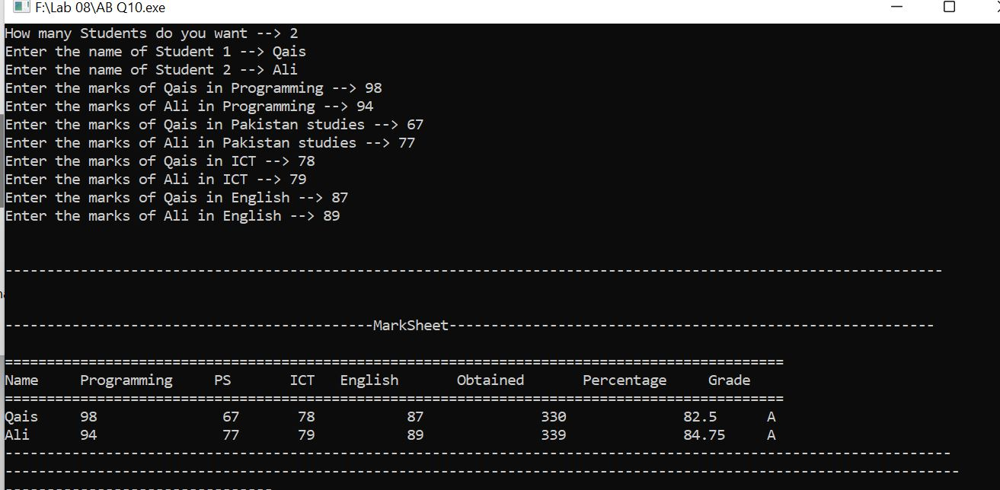 F:\Lab 08\AB Q10.exe
How many Students do you want --> 2
Enter the name of Student 1 --> Qais
Enter the name of Student 2 --> Ali
Enter the marks of Qais in Programming --> 98
Enter the marks of Ali in Programming --> 94
Enter the marks of Qais in Pakistan studies --> 67
Enter the marks of Ali in Pakistan studies --> 77
Enter the marks of Qais in ICT --> 78
Enter the marks of Ali in ICT --> 79
Enter the marks of Qais in English --> 87
Enter the marks of Ali in English --> 89
----------------------------------------------------------------------------------------------------------------
--------------------------------------------MarkSheet----------------------------------------------------------
=============================================================================================
Name     Programming     PS       ICT   English       Obtained       Percentage     Grade
=============================================================================================
Qais     98               67       78           87              330              82.5      A
Ali      94               77       79           89              339              84.75     A
-----------------------------------------------------------------------------------------------------------------
------------------------------------------------------------------------------------------------------------------
--------------------------------